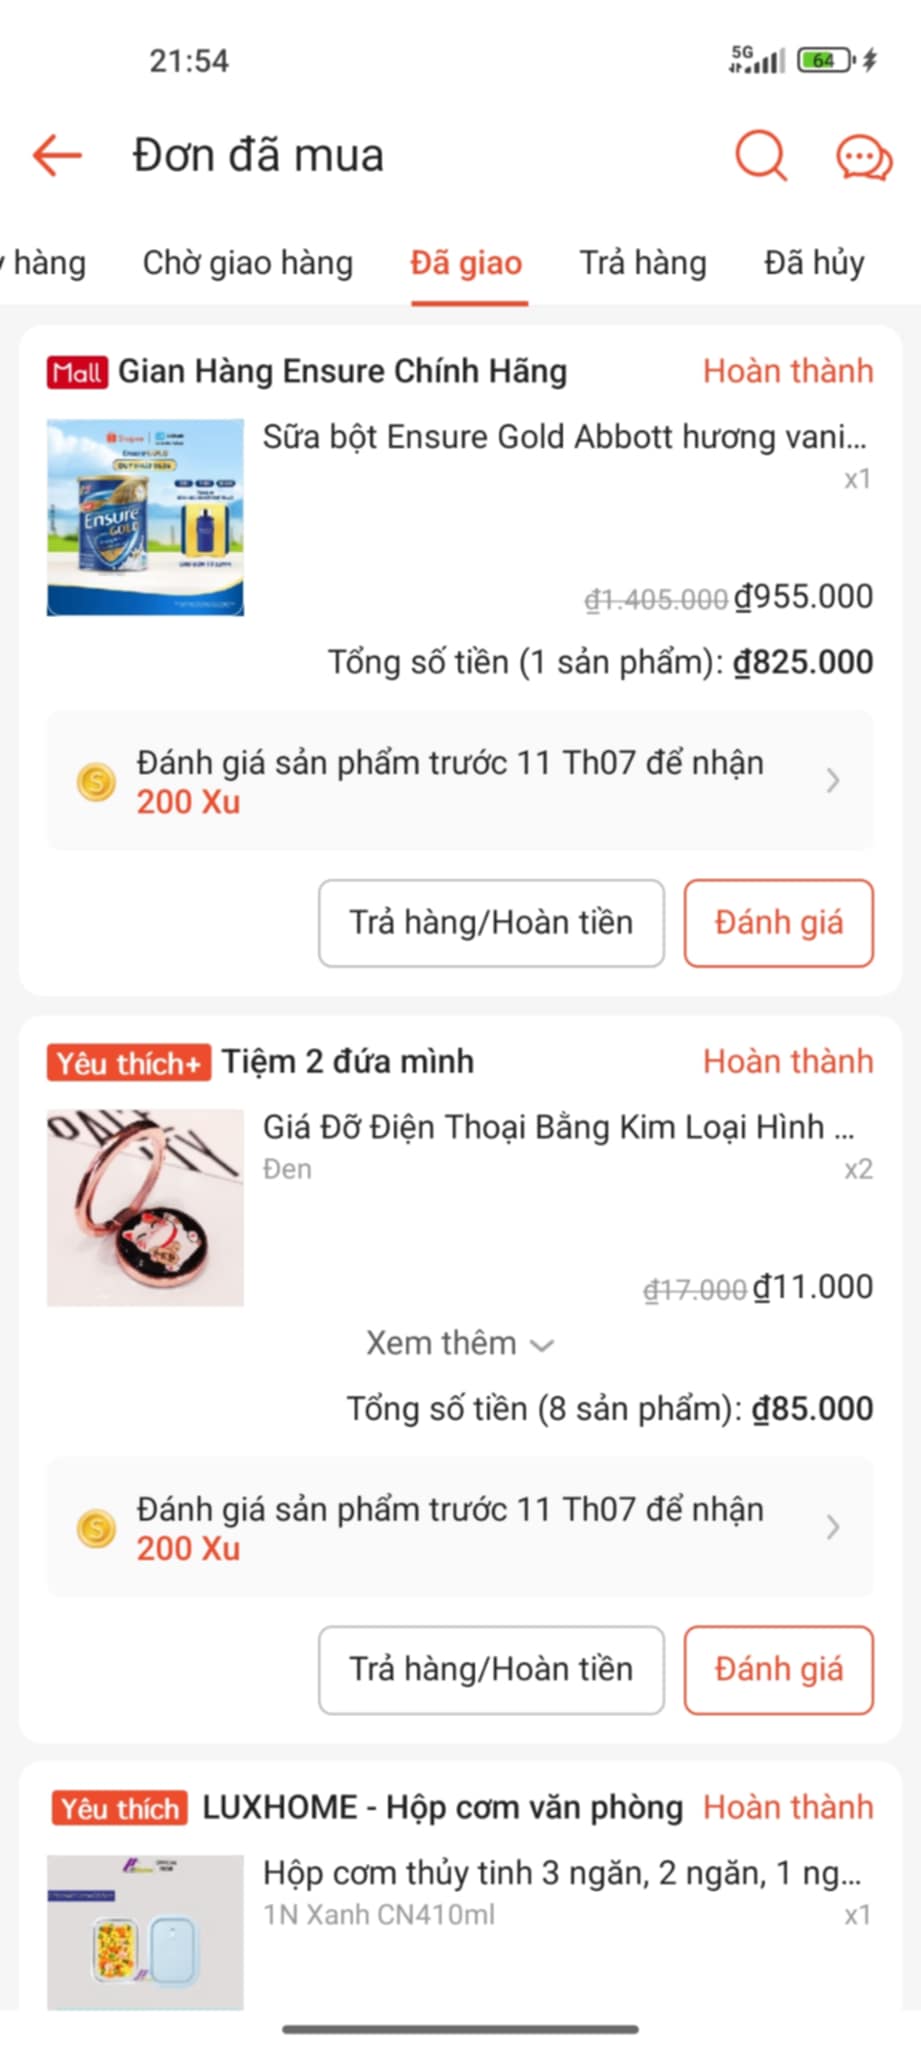 21:54
5G
64
Đơn đã mua
hàng
Chờ giao hàng
Đã giao
Trả hàng
Đã hủy
Mall Gian Hàng Ensure Chính Hãng
Hoàn thành
Ensure
GOLD
Sữa bột Ensure Gold Abbott hương vani...
x1
₫1.405.000 ₫955.000
Tổng số tiền (1 sản phẩm): ₫825.000
Đánh giá sản phẩm trước 11 Th07 để nhận
200 Xu
Trả hàng/Hoàn tiền
Đánh giá
Yêu thích+ Tiệm 2 đứa mình
Hoàn thành
Giá Đỡ Điện Thoại Bằng Kim Loại Hình ...
Đen
x2
₫17.000 ₫11.000
Xem thêm
Tổng số tiền (8 sản phẩm): ₫85.000
Đánh giá sản phẩm trước 11 Th07 để nhận
200 Xu
Trả hàng/Hoàn tiền
Đánh giá
Yêu thích LUXHOME - Hộp cơm văn phòng
Hoàn thành
Hộp cơm thủy tinh 3 ngăn, 2 ngăn, 1 ng...
1N Xanh CN410ml
x1